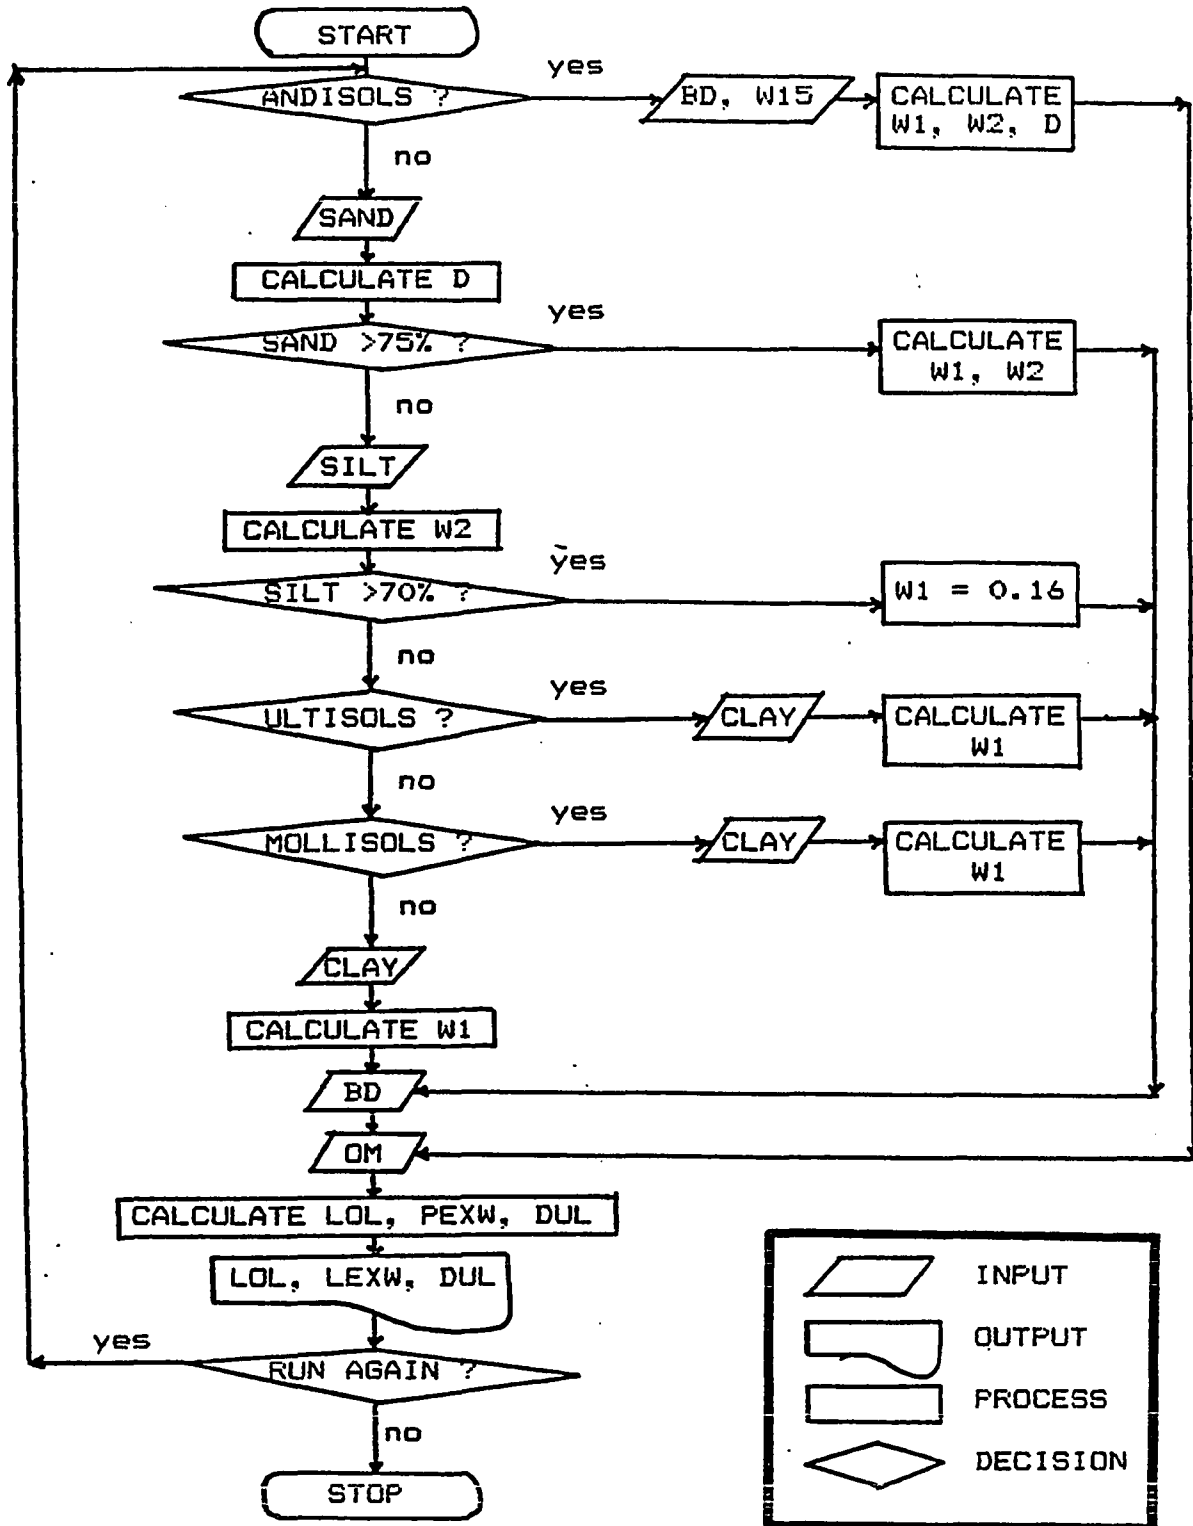 START
ANDISOLS ?
yes
BD, W15
CALCULATE
W1, W2, D
no
SAND
CALCULATE D
SAND >75% ?
yes
CALCULATE
W1, W2
no
SILT
CALCULATE W2
SILT >70% ?
yes
W1 = 0.16
no
ULTISOLS ?
yes
CLAY
CALCULATE
W1
no
MOLLISOLS ?
yes
CLAY
CALCULATE
W1
no
CLAY
CALCULATE W1
BD
OM
CALCULATE LOL, PEXW, DUL
LOL, LEXW, DUL
yes
RUN AGAIN ?
no
STOP
INPUT
OUTPUT
PROCESS
DECISION